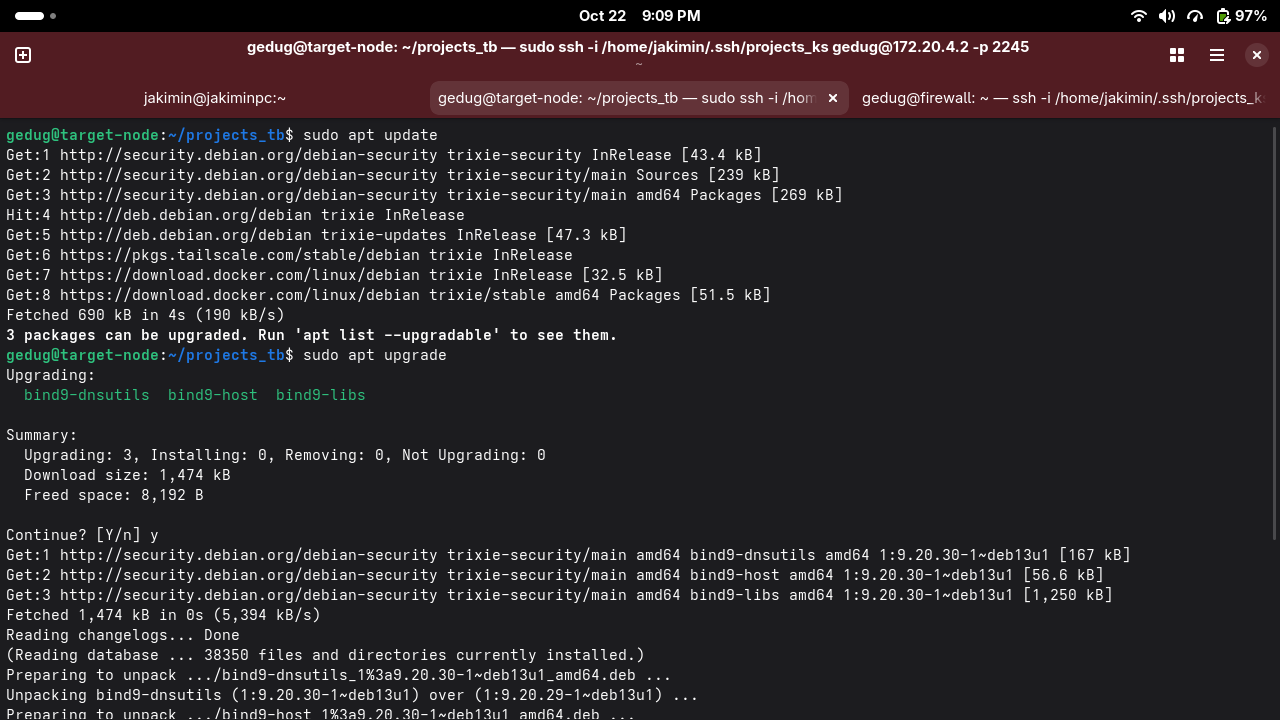 Oct 22 9:09 PM 97%
gedug@target-node: ~/projects_tb — sudo ssh -i /home/jakimin/.ssh/projects_ks gedug@172.20.4.2 -p 2245
~
jakimin@jakiminpc:~ gedug@target-node: ~/projects_tb — sudo ssh -i /hom gedug@firewall: ~ — ssh -i /home/jakimin/.ssh/projects_k
gedug@target-node:~/projects_tb$ sudo apt update
Get:1 http://security.debian.org/debian-security trixie-security InRelease [43.4 kB]
Get:2 http://security.debian.org/debian-security trixie-security/main Sources [239 kB]
Get:3 http://security.debian.org/debian-security trixie-security/main amd64 Packages [269 kB]
Hit:4 http://deb.debian.org/debian trixie InRelease
Get:5 http://deb.debian.org/debian trixie-updates InRelease [47.3 kB]
Get:6 https://pkgs.tailscale.com/stable/debian trixie InRelease
Get:7 https://download.docker.com/linux/debian trixie InRelease [32.5 kB]
Get:8 https://download.docker.com/linux/debian trixie/stable amd64 Packages [51.5 kB]
Fetched 690 kB in 4s (190 kB/s)
3 packages can be upgraded. Run 'apt list --upgradable' to see them.
gedug@target-node:~/projects_tb$ sudo apt upgrade
Upgrading:
  bind9-dnsutils  bind9-host  bind9-libs

Summary:
  Upgrading: 3, Installing: 0, Removing: 0, Not Upgrading: 0
  Download size: 1,474 kB
  Freed space: 8,192 B

Continue? [Y/n] y
Get:1 http://security.debian.org/debian-security trixie-security/main amd64 bind9-dnsutils amd64 1:9.20.30-1~deb13u1 [167 kB]
Get:2 http://security.debian.org/debian-security trixie-security/main amd64 bind9-host amd64 1:9.20.30-1~deb13u1 [56.6 kB]
Get:3 http://security.debian.org/debian-security trixie-security/main amd64 bind9-libs amd64 1:9.20.30-1~deb13u1 [1,250 kB]
Fetched 1,474 kB in 0s (5,394 kB/s)
Reading changelogs... Done
(Reading database ... 38350 files and directories currently installed.)
Preparing to unpack .../bind9-dnsutils_1%3a9.20.30-1~deb13u1_amd64.deb ...
Unpacking bind9-dnsutils (1:9.20.30-1~deb13u1) over (1:9.20.29-1~deb13u1) ...
Preparing to unpack .../bind9-host_1%3a9.20.30-1~deb13u1_amd64.deb ...